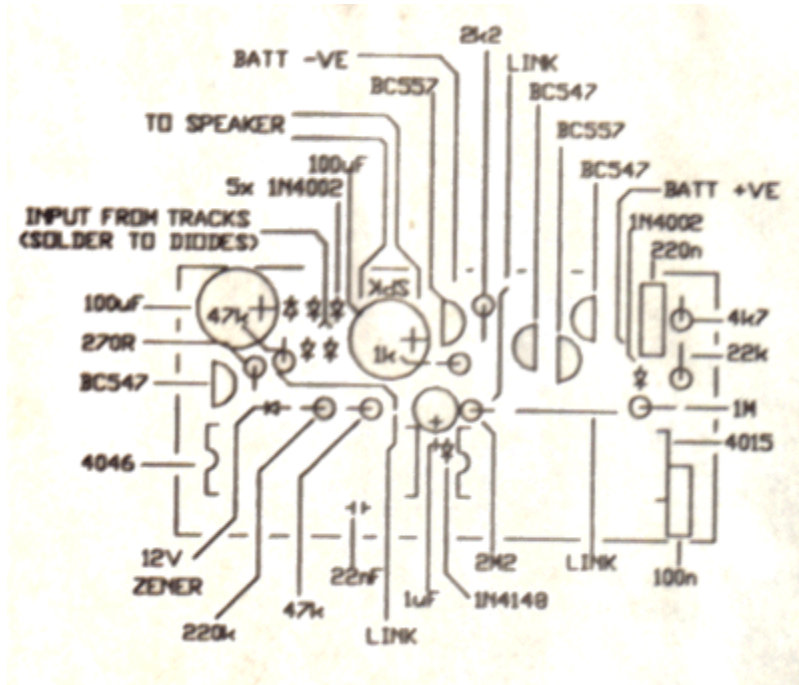 2k2
BATT -VE
LINK
BC557
BC547
TO SPEAKER
BC557
100uF
BC547
5x 1N4002
BATT +VE
INPUT FROM TRACKS
(SOLDER TO DIODES)
1N4002
220n
SPK
100uF
47k
4k7
270R
1k
22k
BC547
1M
4015
4046
12V
ZENER
22nF
2M2
LINK
100n
1uF
1N4148
47k
220k
LINK